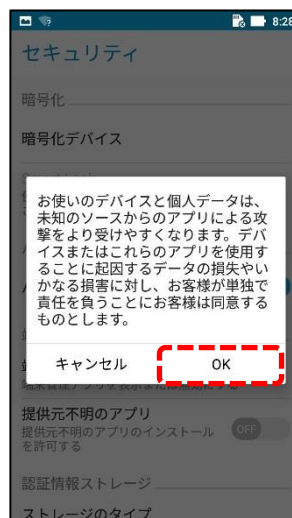 8:28
セキュリティ
暗号化
暗号化デバイス
お使いのデバイスと個人データは、
未知のソースからのアプリによる攻
撃をより受けやすくなります。デバ
イスまたはこれらのアプリを使用す
ることに起因するデータの損失やい
かなる損害に対し、お客様が単独で
責任を負うことにお客様は同意する
ものとします。
キャンセル OK
提供元不明のアプリ
提供元不明のアプリのインストール
を許可する
OFF
認証情報ストレージ
ストレージのタイプ